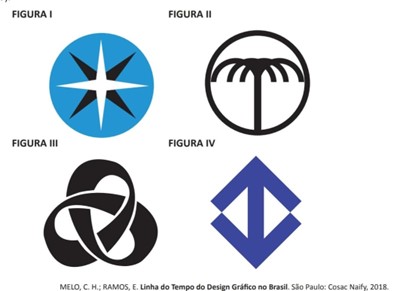 FIGURA I
FIGURA II
FIGURA III
FIGURA IV
MELO, C. H.; RAMOS, E. Linha do Tempo do Design Gráfico no Brasil. São Paulo: Cosac Naify, 2018.